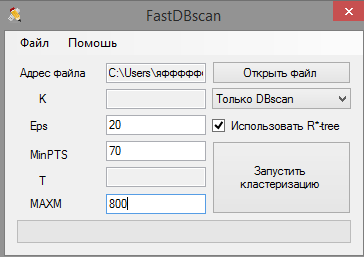 FastDBscan
Файл Помошь
Адрес файла C:\Users\яфффффф Открыть файл
K Только DBscan
Eps 20 Использовать R*-tree
MinPTS 70
T Запустить кластеризацию
MAXM 800